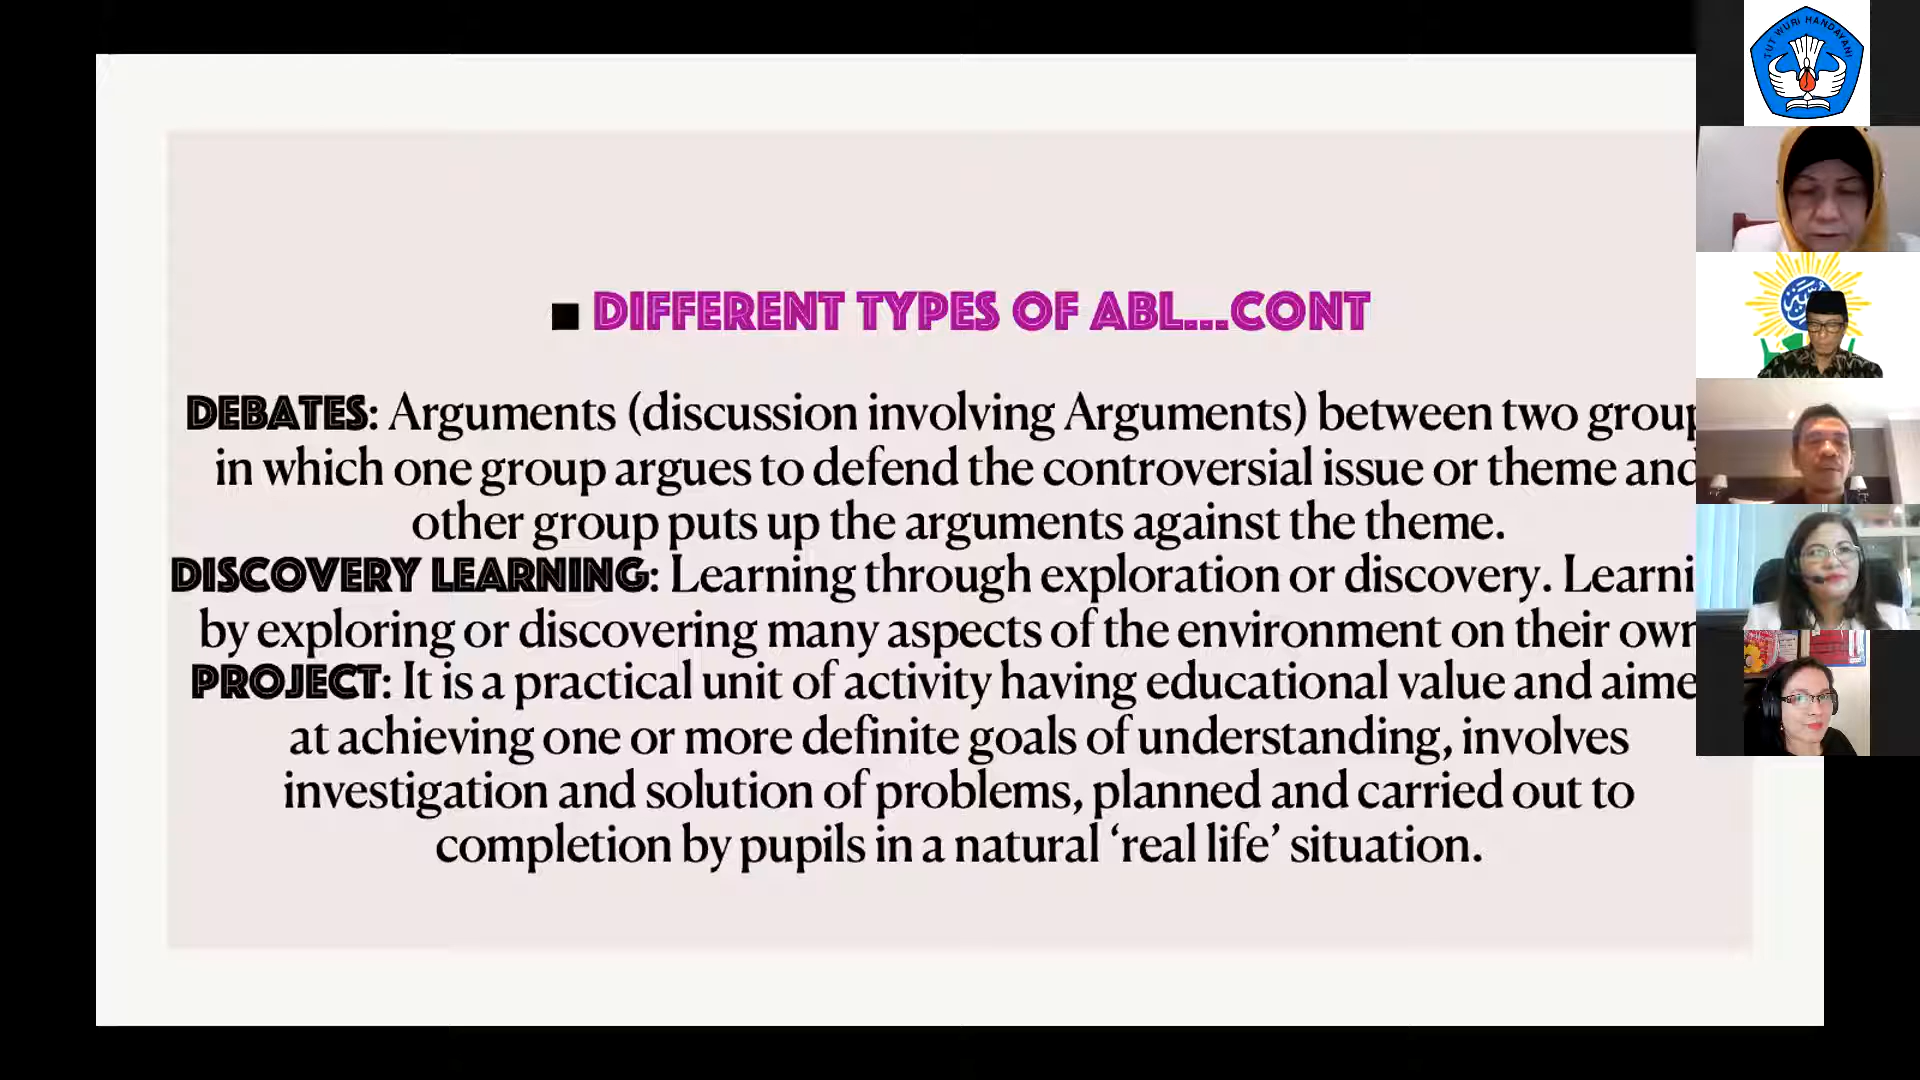 TUT WURI HANDAYANI
■ DIFFERENT TYPES OF ABL...CONT
DEBATES: Arguments (discussion involving Arguments) between two
in which one group argues to defend the controversial issue or theme and
other group puts up the arguments against the theme.
DISCOVERY LEARNING: Learning through exploration or discovery.
by exploring or discovering many aspects of the environment on their own
PROJECT: It is a practical unit of activity having educational value and
at achieving one or more definite goals of understanding, involves
investigation and solution of problems, planned and carried out to
completion by pupils in a natural ‘real life’ situation.